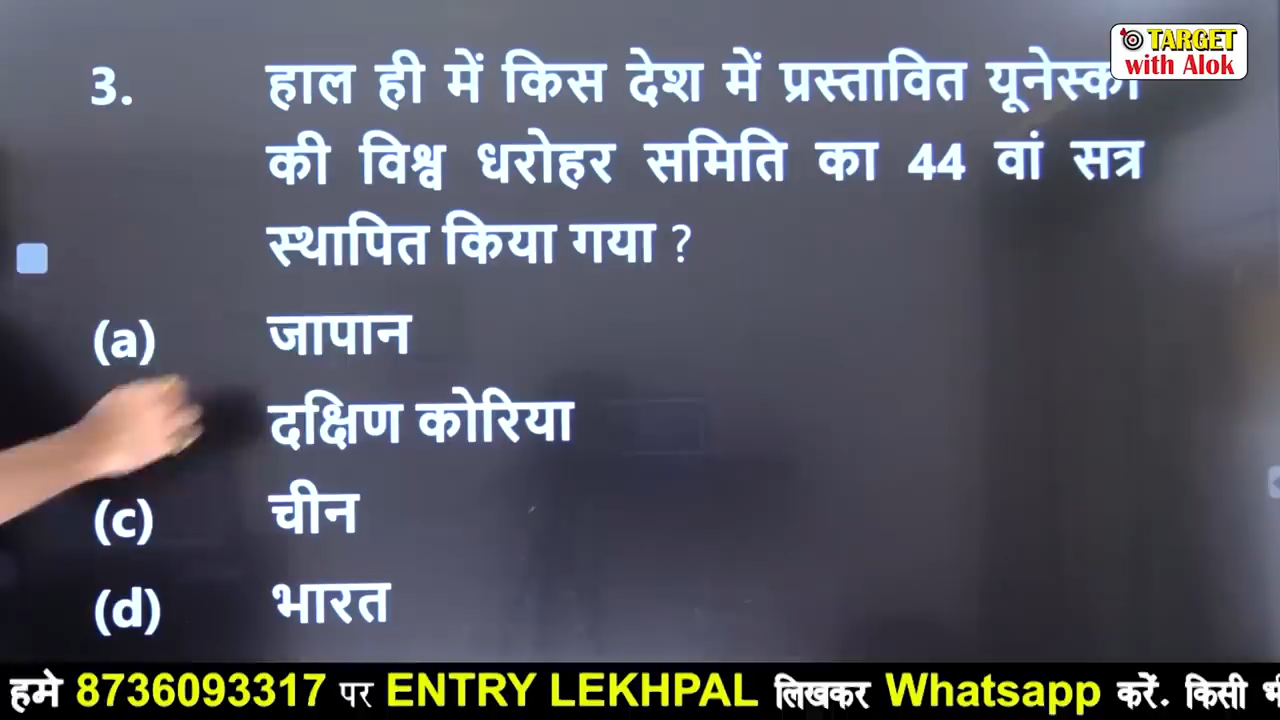 TARGET
with Alok
3. हाल ही में किस देश में प्रस्तावित यूनेस्को
की विश्व धरोहर समिति का 44 वां सत्र
स्थापित किया गया ?
(a) जापान
दक्षिण कोरिया
(c) चीन
(d) भारत
हमे 8736093317 पर ENTRY LEKHPAL लिखकर Whatsapp करें. किसी